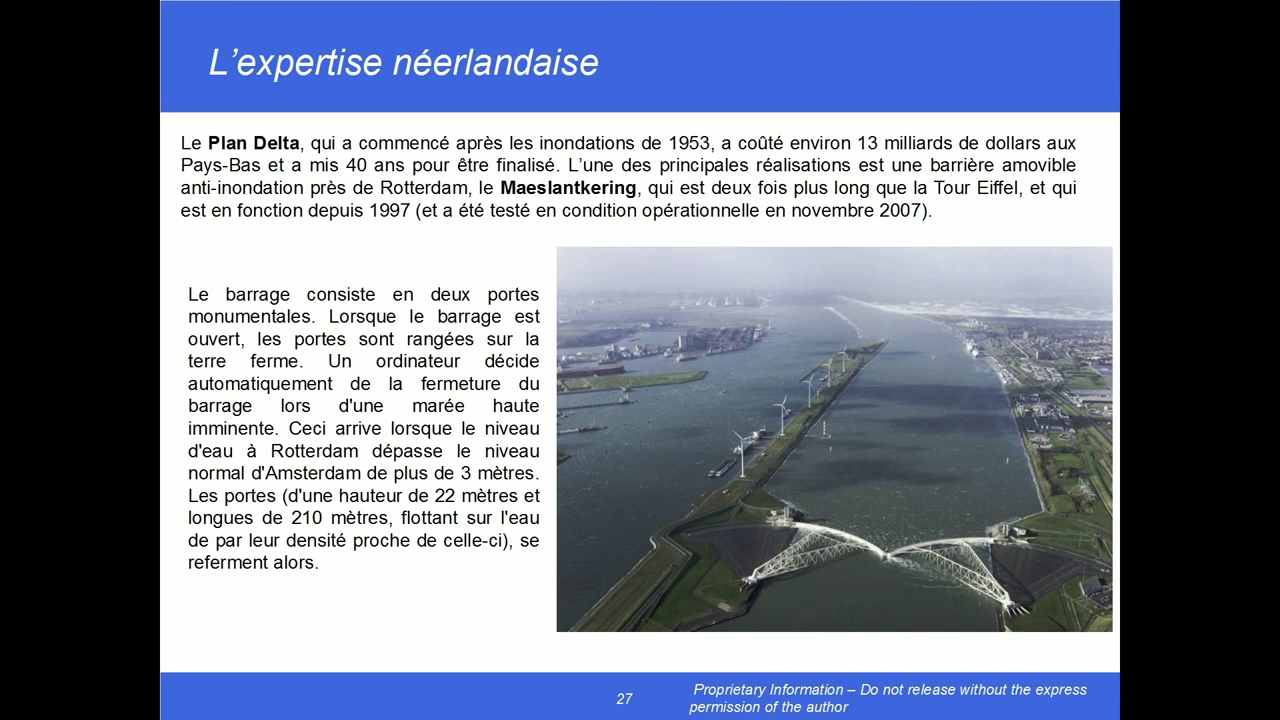 L’expertise néerlandaise
Le Plan Delta, qui a commencé après les inondations de 1953, a coûté environ 13 milliards de dollars aux
Pays-Bas et a mis 40 ans pour être finalisé. L’une des principales réalisations est une barrière amovible
anti-inondation près de Rotterdam, le Maeslantkering, qui est deux fois plus long que la Tour Eiffel, et qui
est en fonction depuis 1997 (et a été testé en condition opérationnelle en novembre 2007).
Le barrage consiste en deux portes
monumentales. Lorsque le barrage est
ouvert, les portes sont rangées sur la
terre ferme. Un ordinateur décide
automatiquement de la fermeture du
barrage lors d'une marée haute
imminente. Ceci arrive lorsque le niveau
d'eau à Rotterdam dépasse le niveau
normal d'Amsterdam de plus de 3 mètres.
Les portes (d'une hauteur de 22 mètres et
longues de 210 mètres, flottant sur l'eau
de par leur densité proche de celle-ci), se
referment alors.
27
Proprietary Information – Do not release without the express
permission of the author